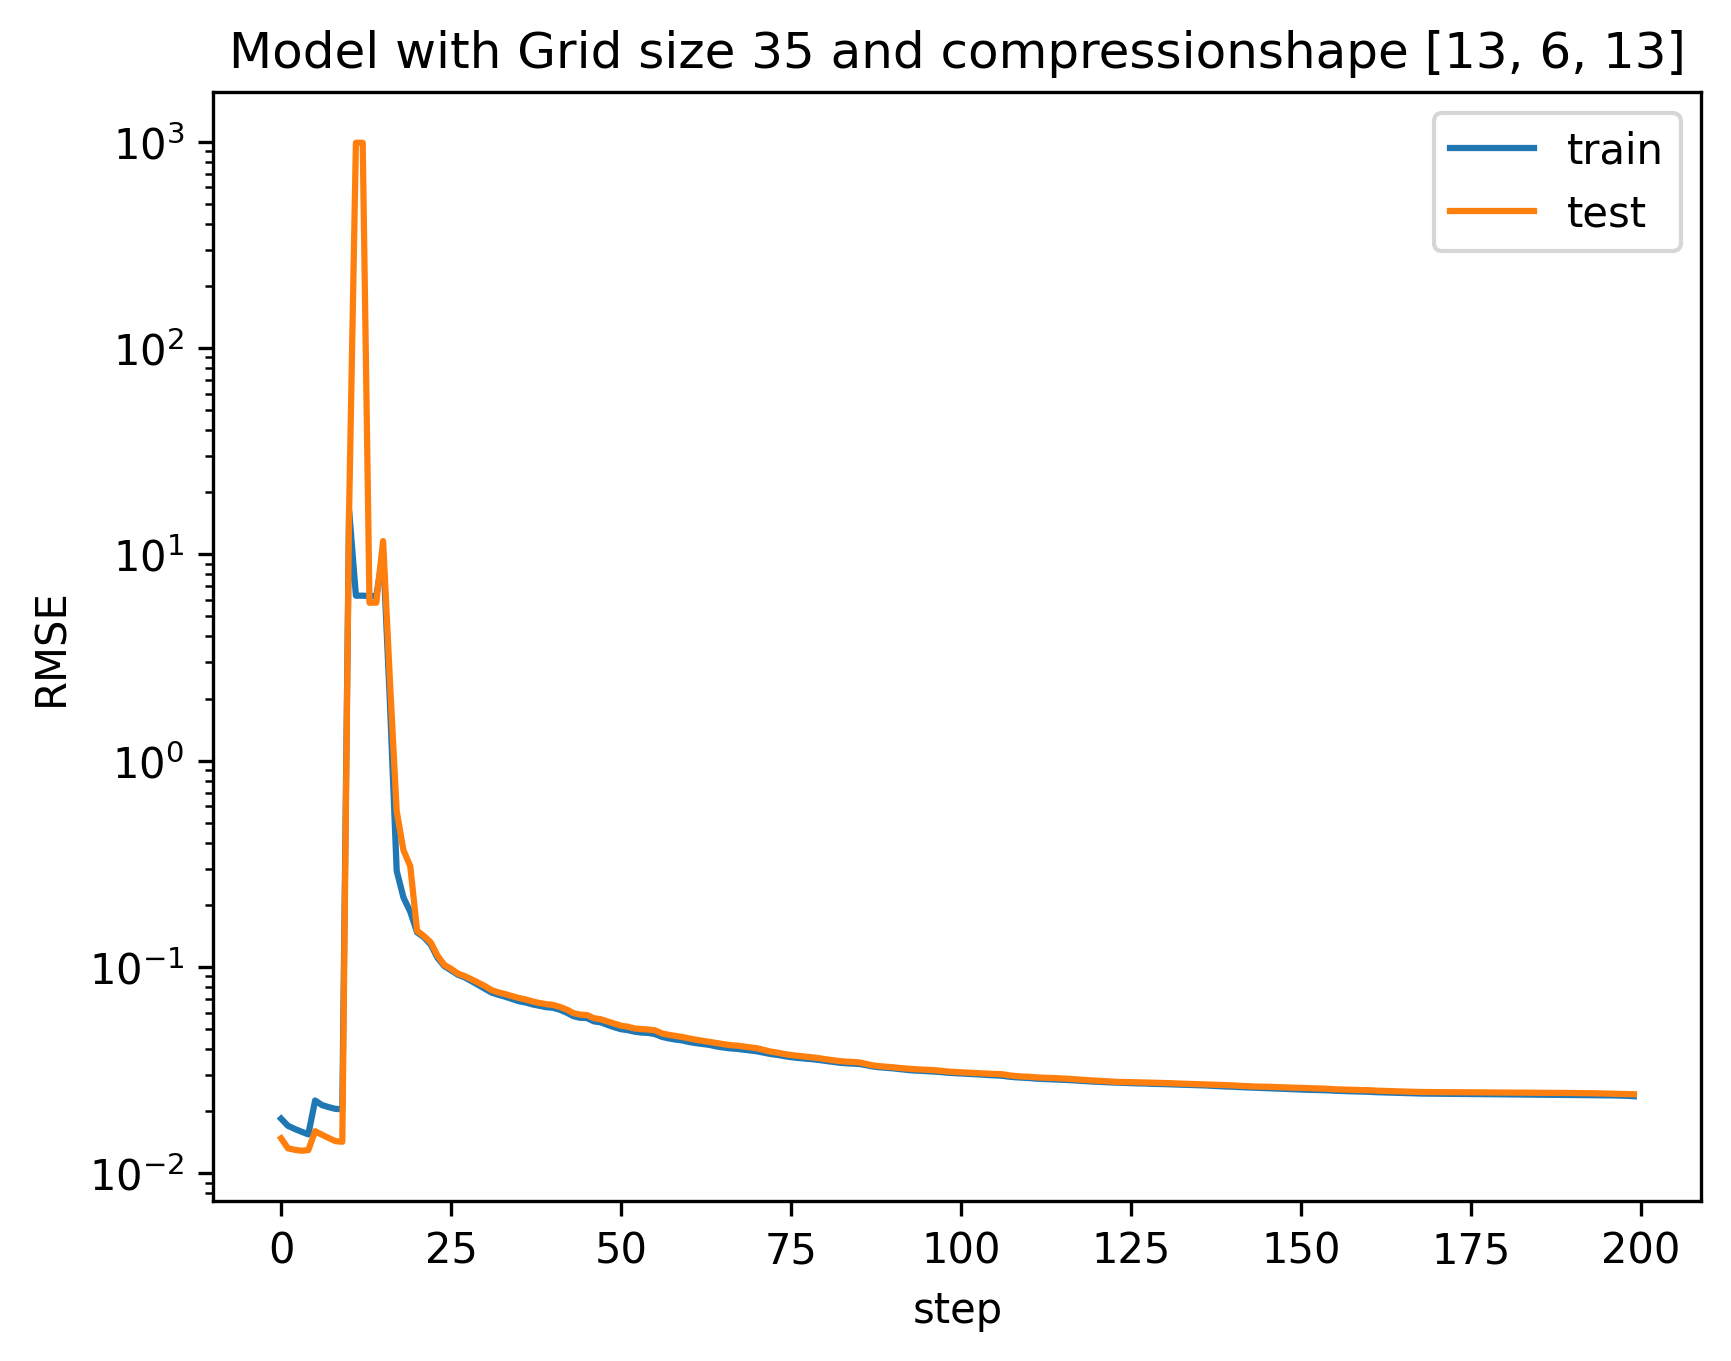 Model with Grid size 35 and compressionshape [13, 6, 13]
train
test
10³
10²
10¹
10⁰
10⁻¹
10⁻²
RMSE
0 25 50 75 100 125 150 175 200
step